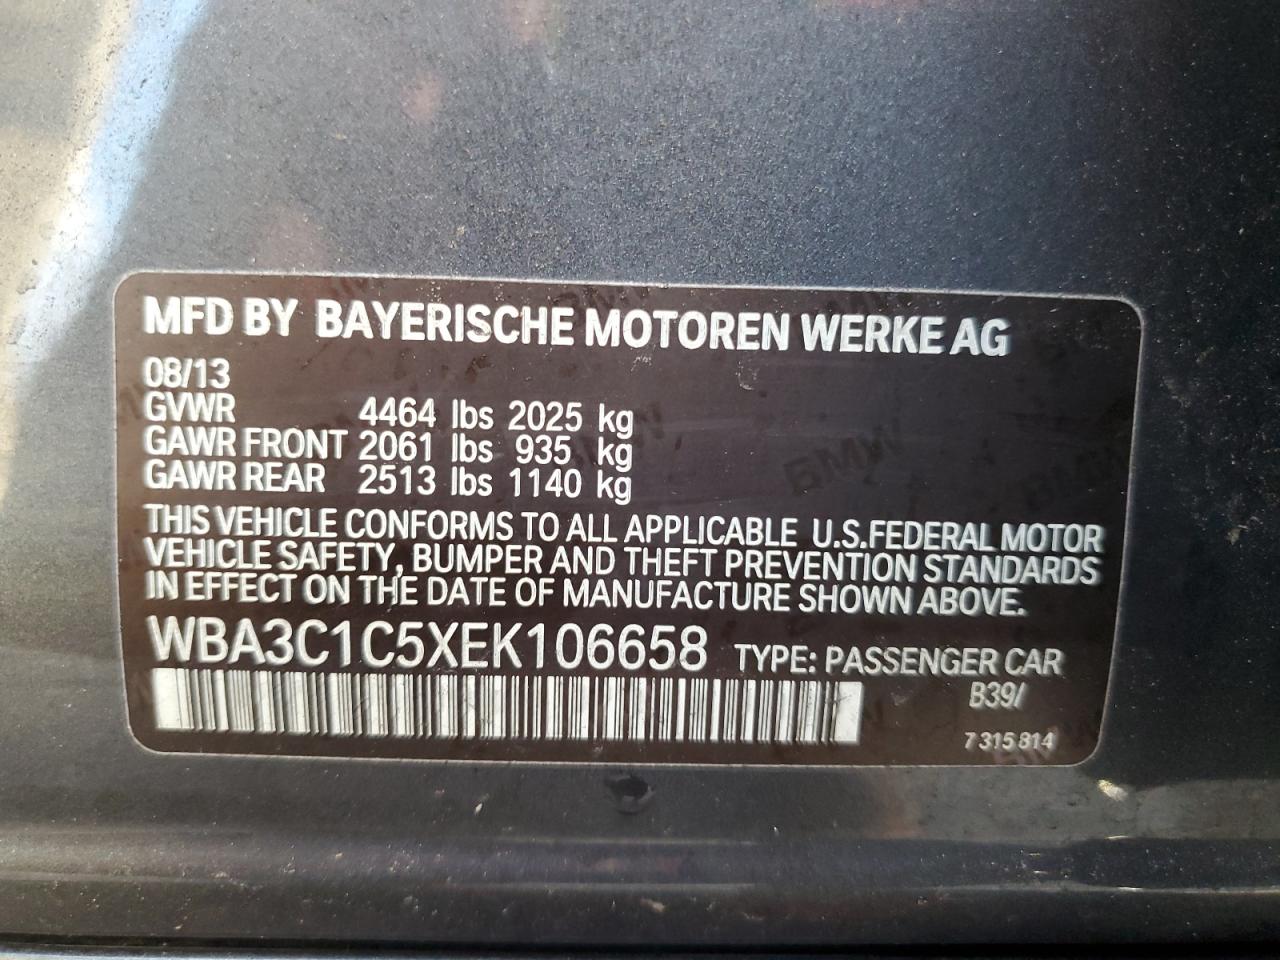 MFD BY BAYERISCHE MOTOREN WERKE AG
08/13
GVWR 4464 lbs 2025 kg
GAWR FRONT 2061 lbs 935 kg
GAWR REAR 2513 lbs 1140 kg
THIS VEHICLE CONFORMS TO ALL APPLICABLE U.S.FEDERAL MOTOR
VEHICLE SAFETY, BUMPER AND THEFT PREVENTION STANDARDS
IN EFFECT ON THE DATE OF MANUFACTURE SHOWN ABOVE.
WBA3C1C5XEK106658 TYPE: PASSENGER CAR
B39/
7 315 814